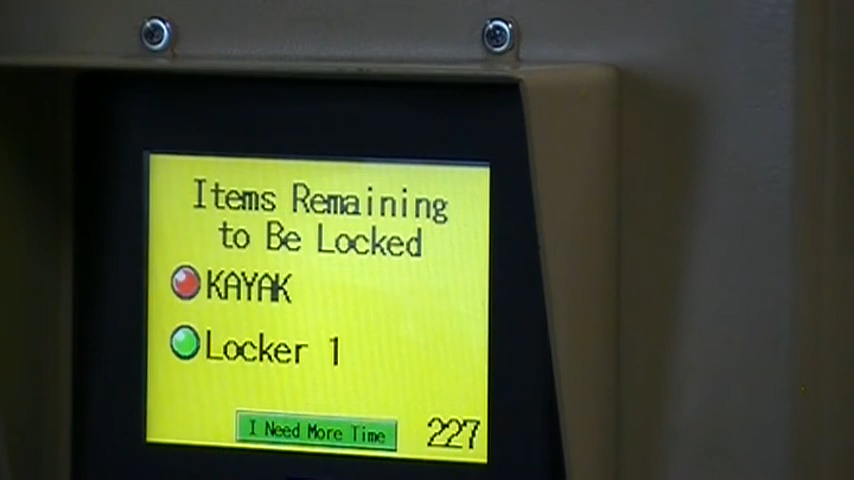 Items Remaining
to Be Locked
KAYAK
Locker 1
I Need More Time
227